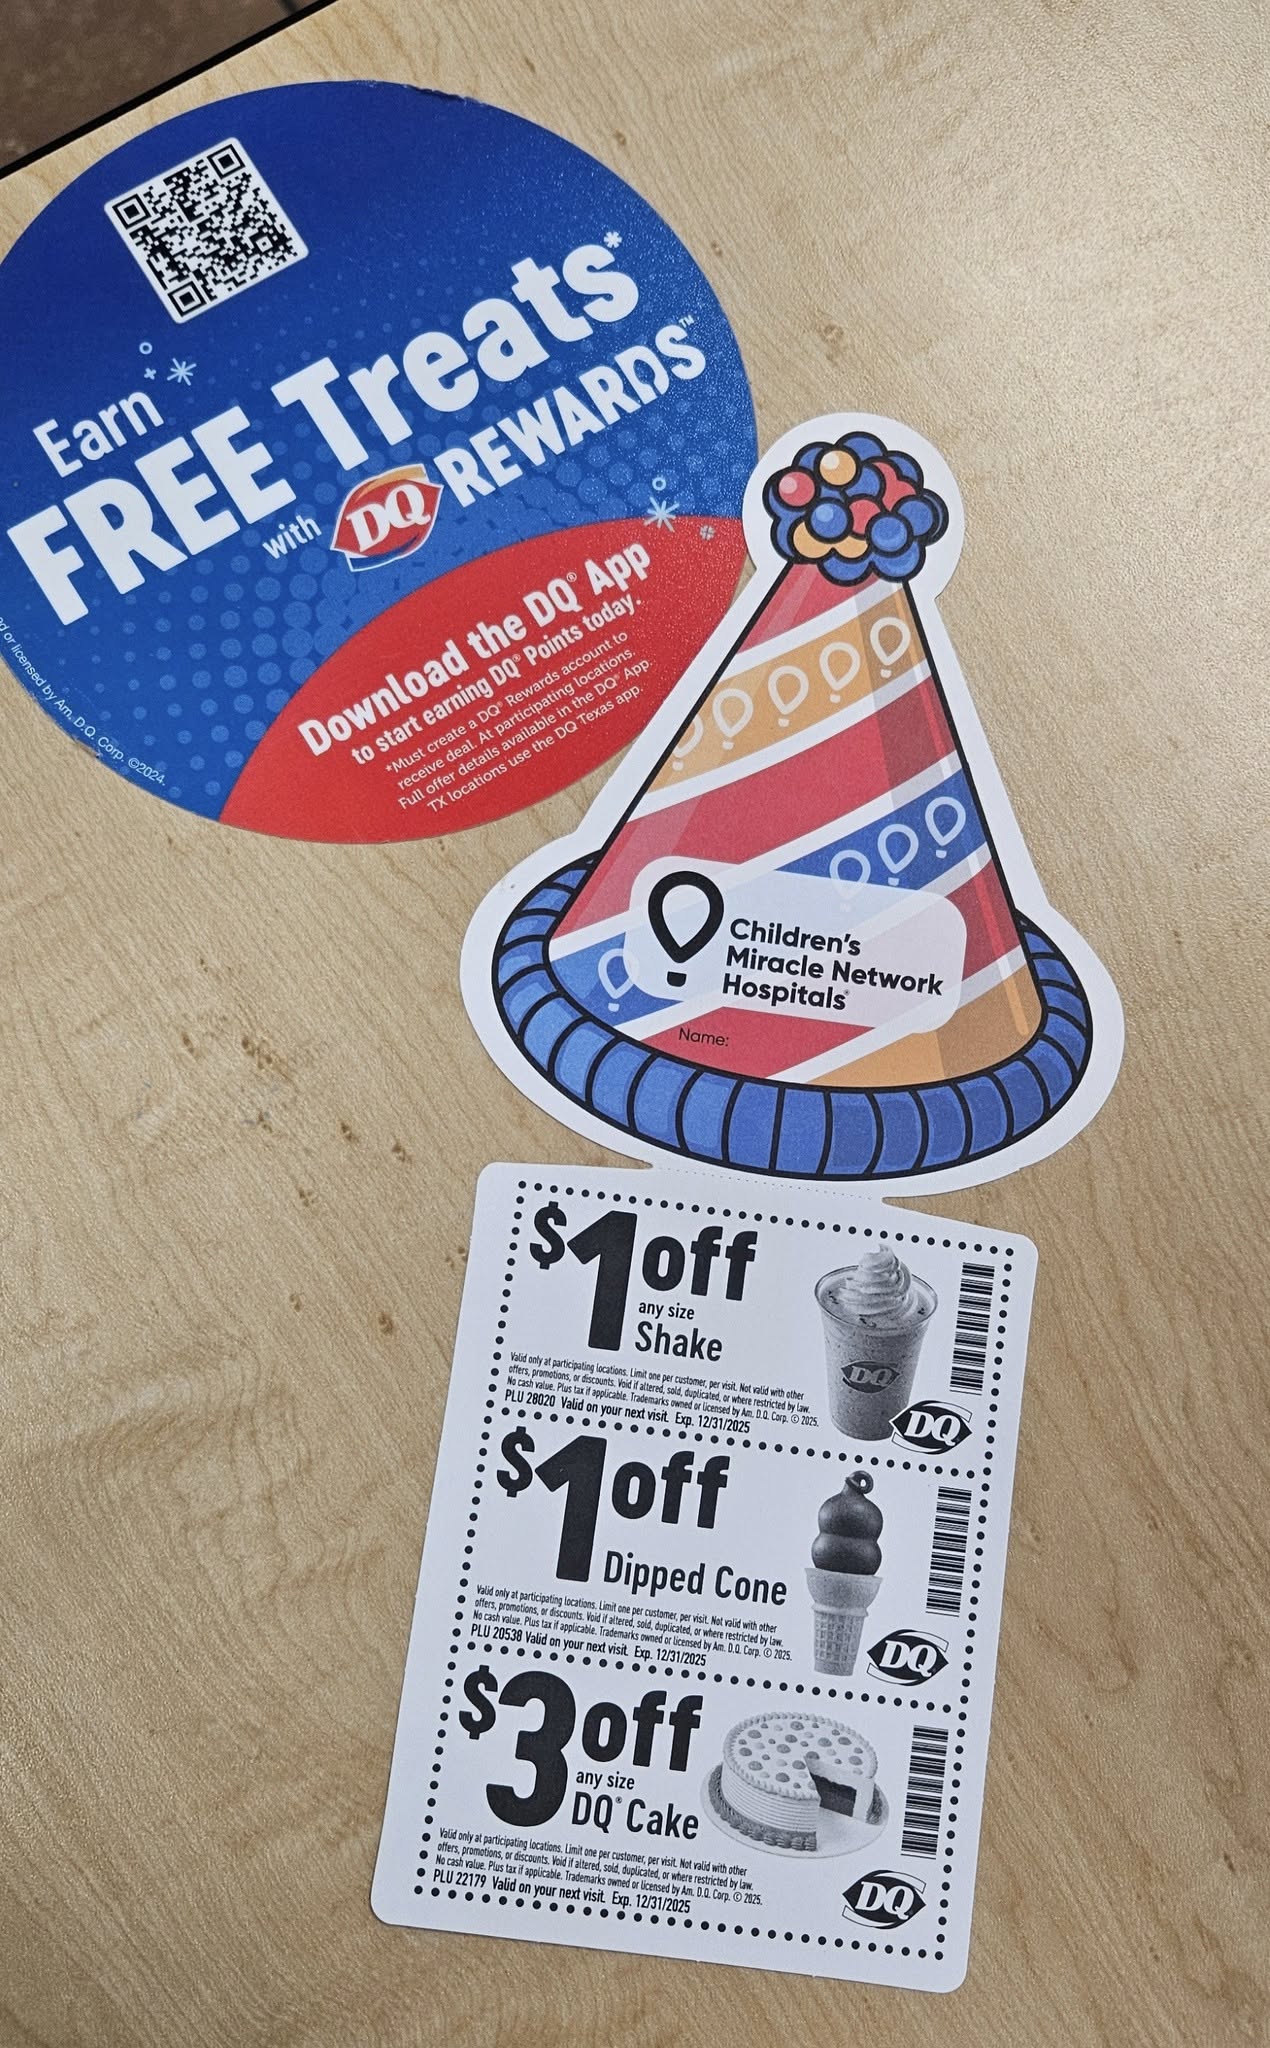 Earn
FREE Treats*
with DQ REWARDS™
Download the DQ® App
to start earning DQ® Points today.
*Must create a DQ® Rewards account to
receive deal. At participating locations.
Full offer details available in the DQ® App.
TX locations use the DQ Texas app.
or licensed by Am. D.Q. Corp. ©2024.
Children's
Miracle Network
Hospitals®
Name:
$1 off
any size
Shake
Valid only at participating locations. Limit one per customer, per visit. Not valid with other
offers, promotions, or discounts. Void if altered, sold, duplicated, or where restricted by law.
No cash value. Plus tax if applicable. Trademarks owned or licensed by Am. D.Q. Corp. © 2025.
PLU 28020 Valid on your next visit. Exp. 12/31/2025
DQ
DQ
$1 off
Dipped Cone
Valid only at participating locations. Limit one per customer, per visit. Not valid with other
offers, promotions, or discounts. Void if altered, sold, duplicated, or where restricted by law.
No cash value. Plus tax if applicable. Trademarks owned or licensed by Am. D.Q. Corp. © 2025.
PLU 20538 Valid on your next visit. Exp. 12/31/2025
DQ
$3 off
any size
DQ® Cake
Valid only at participating locations. Limit one per customer, per visit. Not valid with other
offers, promotions, or discounts. Void if altered, sold, duplicated, or where restricted by law.
No cash value. Plus tax if applicable. Trademarks owned or licensed by Am. D.Q. Corp. © 2025.
PLU 22179 Valid on your next visit. Exp. 12/31/2025
DQ